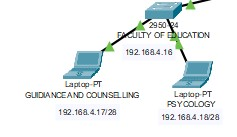 2950-24
FACULTY OF EDUCATION
192.168.4.16
Laptop-PT
GUIDIANCE AND COUNSELLING
192.168.4.17/28
Laptop-PT
PSYCOLOGY
192.168.4.18/28